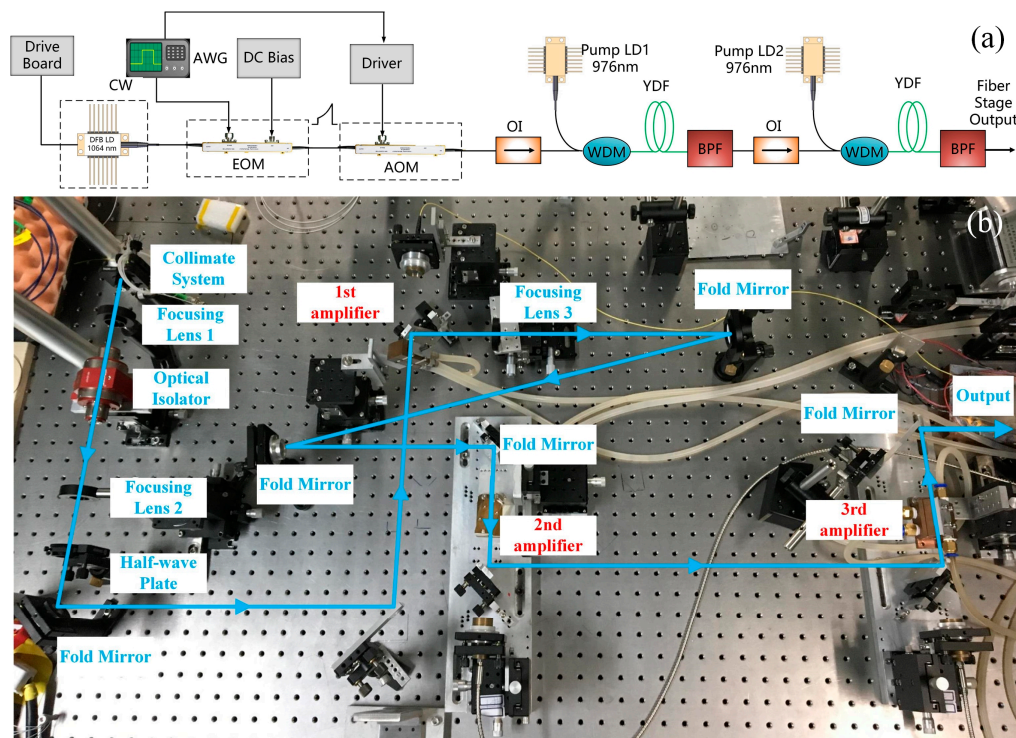 (a)
Drive
Board
AWG
DC Bias
Driver
Pump LD1
976nm
Pump LD2
976nm
YDF
YDF
Fiber
Stage
Output
CW
DFB LD
1064 nm
EOM
AOM
OI
WDM
BPF
OI
WDM
BPF
(b)
Collimate
System
Focusing
Lens 1
1st
amplifier
Focusing
Lens 3
Fold Mirror
Optical
Isolator
Output
Fold Mirror
Fold Mirror
Fold Mirror
Focusing
Lens 2
2nd
amplifier
3rd
amplifier
Half-wave
Plate
Fold Mirror